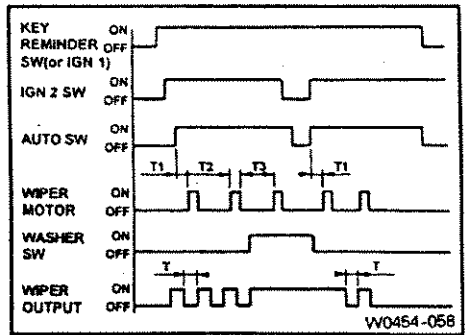 KEY
REMINDER
SW(or IGN 1)
ON
OFF
IGN 2 SW
ON
OFF
AUTO SW
ON
OFF
T1 T2 T3 T1
WIPER
MOTOR
ON
OFF
WASHER
SW
ON
OFF
T T
WIPER
OUTPUT
ON
OFF
W0454-058